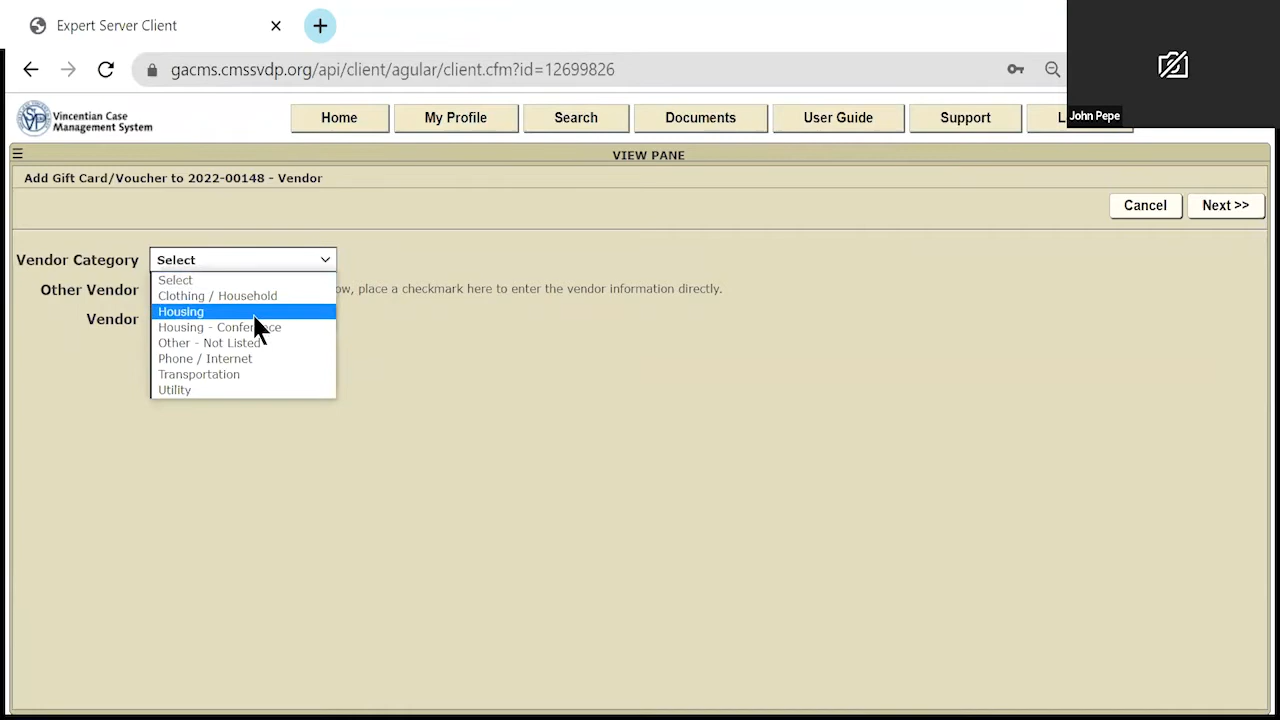 Expert Server Client
gacms.cmssvdp.org/api/client/agular/client.cfm?id=12699826
John Pepe
Vincentian Case
Management System
Home
My Profile
Search
Documents
User Guide
Support
L
VIEW PANE
Add Gift Card/Voucher to 2022-00148 - Vendor
Cancel
Next >>
Vendor Category
Select
Select
Clothing / Household
Housing
Housing - Conference
Other - Not Listed
Phone / Internet
Transportation
Utility
Other Vendor
ow, place a checkmark here to enter the vendor information directly.
Vendor